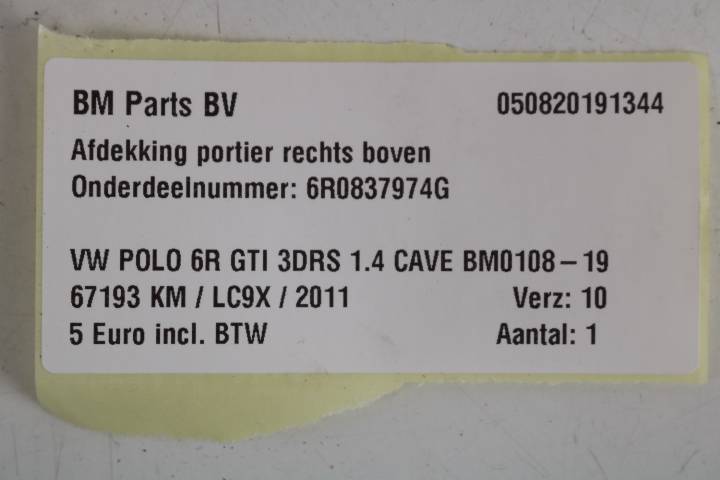 BM Parts BV 050820191344
Afdekking portier rechts boven
Onderdeelnummer: 6R0837974G
VW POLO 6R GTI 3DRS 1.4 CAVE BM0108-19
67193 KM / LC9X / 2011 Verz: 10
5 Euro incl. BTW Aantal: 1